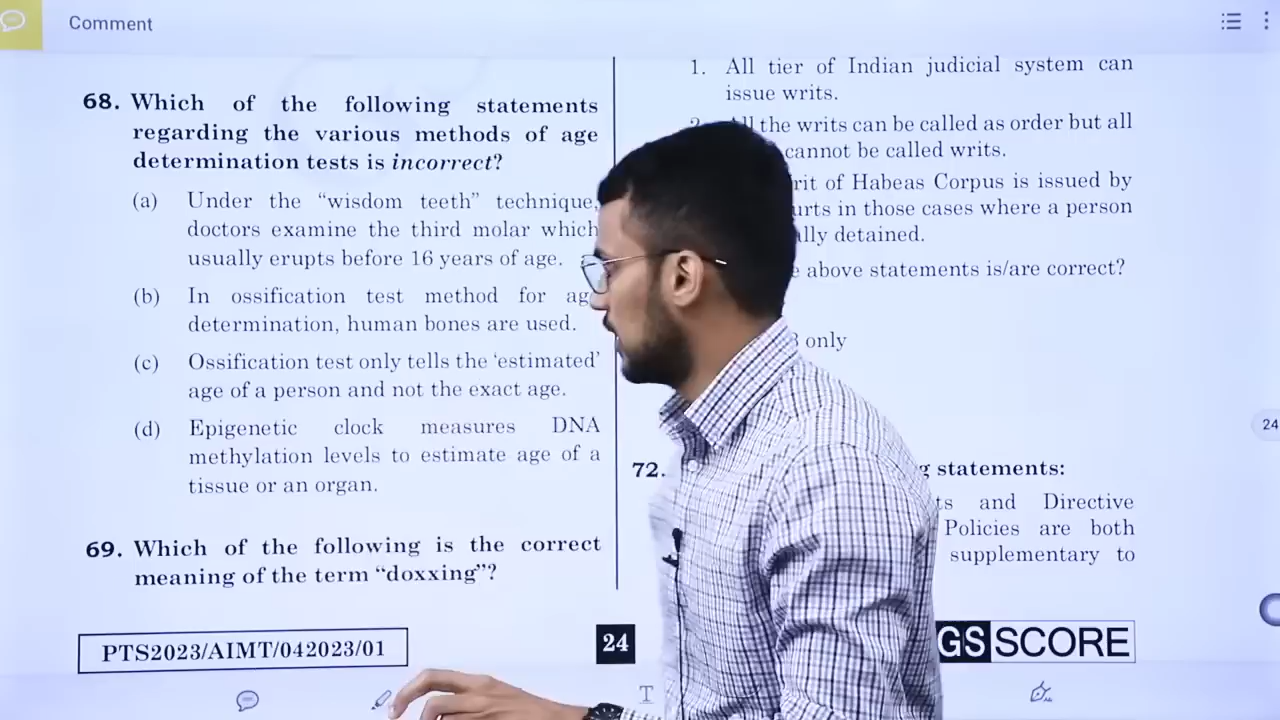 Comment
68. Which of the following statements
regarding the various methods of age
determination tests is incorrect?
(a) Under the “wisdom teeth” technique,
doctors examine the third molar which
usually erupts before 16 years of age.
(b) In ossification test method for
determination, human bones are used.
(c) Ossification test only tells the ‘estimated’
age of a person and not the exact age.
(d) Epigenetic clock measures DNA
methylation levels to estimate age of a
tissue or an organ.
69. Which of the following is the correct
meaning of the term “doxxing”?
PTS2023/AIMT/042023/01
24
1. All tier of Indian judicial system can
issue writs.
the writs can be called as order but all
cannot be called writs.
of Habeas Corpus is issued by
in those cases where a person
detained.
above statements is/are correct?
only
72.
statements:
and Directive
Policies are both
supplementary to
GS SCORE
24
T